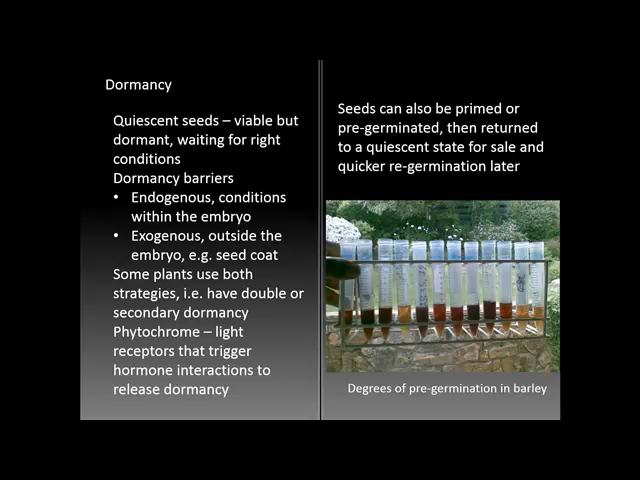 Dormancy
Quiescent seeds – viable but
dormant, waiting for right
conditions
Dormancy barriers
• Endogenous, conditions
within the embryo
• Exogenous, outside the
embryo, e.g. seed coat
Some plants use both
strategies, i.e. have double or
secondary dormancy
Phytochrome – light
receptors that trigger
hormone interactions to
release dormancy
Seeds can also be primed or
pre-germinated, then returned
to a quiescent state for sale and
quicker re-germination later
Degrees of pre-germination in barley